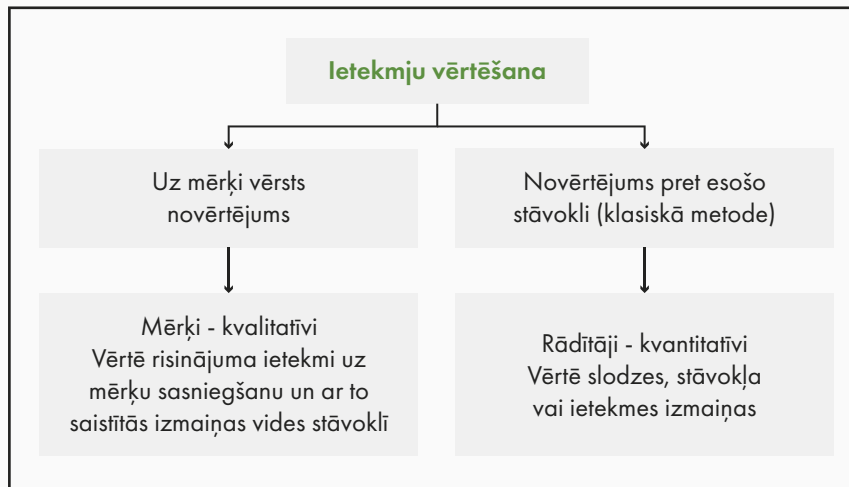 Ietekmju vērtēšana
Uz mērķi vērsts
novērtējums
Novērtējums pret esošo
stāvokli (klasiskā metode)
Mērķi - kvalitatīvi
Vērtē risinājuma ietekmi uz
mērķu sasniegšanu un ar to
saistītās izmaiņas vides stāvoklī
Rādītāji - kvantitatīvi
Vērtē slodzes, stāvokļa
vai ietekmes izmaiņas